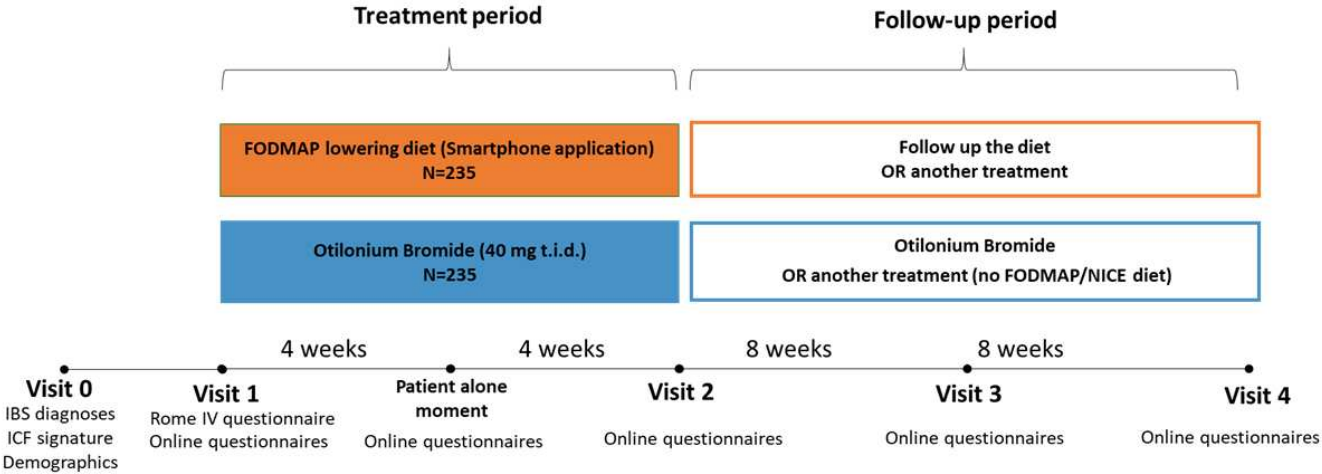 Treatment period
Follow-up period
FODMAP lowering diet (Smartphone application)
N=235
Follow up the diet
OR another treatment
Otilonium Bromide (40 mg t.i.d.)
N=235
Otilonium Bromide
OR another treatment (no FODMAP/NICE diet)
4 weeks
4 weeks
8 weeks
8 weeks
Visit 0
IBS diagnoses
ICF signature
Demographics
Visit 1
Rome IV questionnaire
Online questionnaires
Patient alone
moment
Online questionnaires
Visit 2
Online questionnaires
Visit 3
Online questionnaires
Visit 4
Online questionnaires